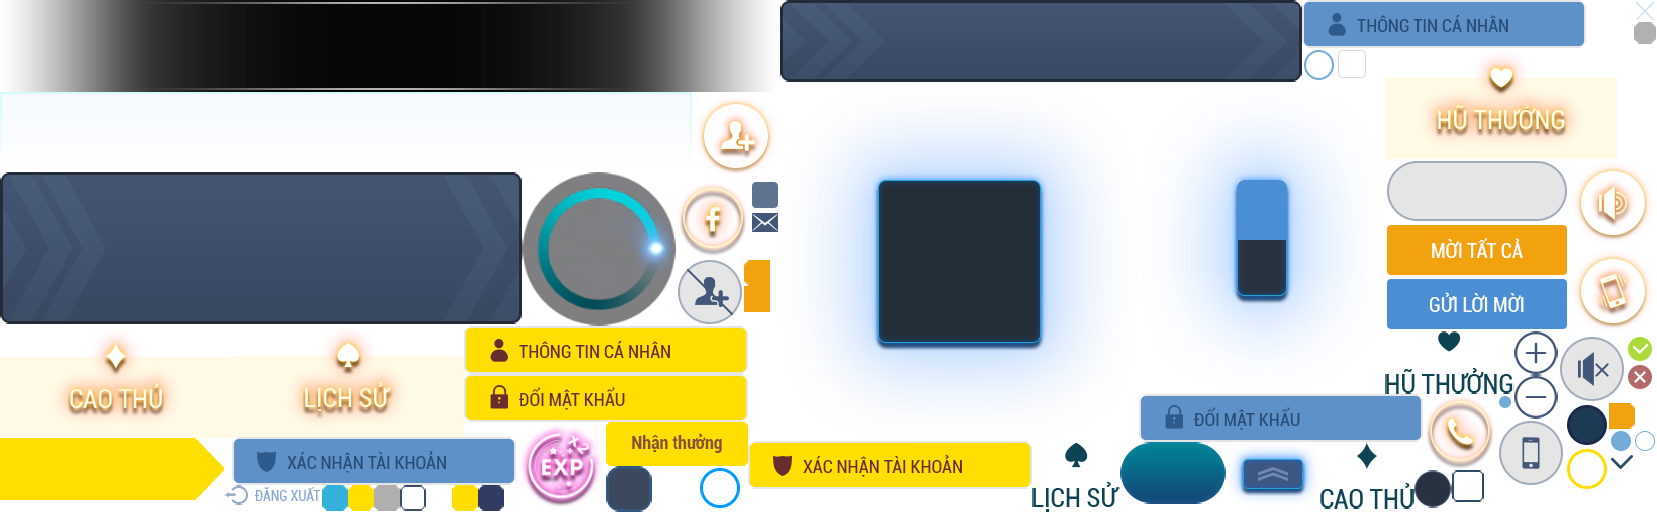 THÔNG TIN CÁ NHÂN
HŨ THƯỞNG
MỜI TẤT CẢ
GỬI LỜI MỜI
THÔNG TIN CÁ NHÂN
ĐỔI MẬT KHẨU
CAO THỦ
LỊCH SỬ
HŨ THƯỞNG
ĐỔI MẬT KHẨU
Nhận thưởng
XÁC NHẬN TÀI KHOẢN
EXP
XÁC NHẬN TÀI KHOẢN
ĐĂNG XUẤT
LỊCH SỬ
CAO THỦ